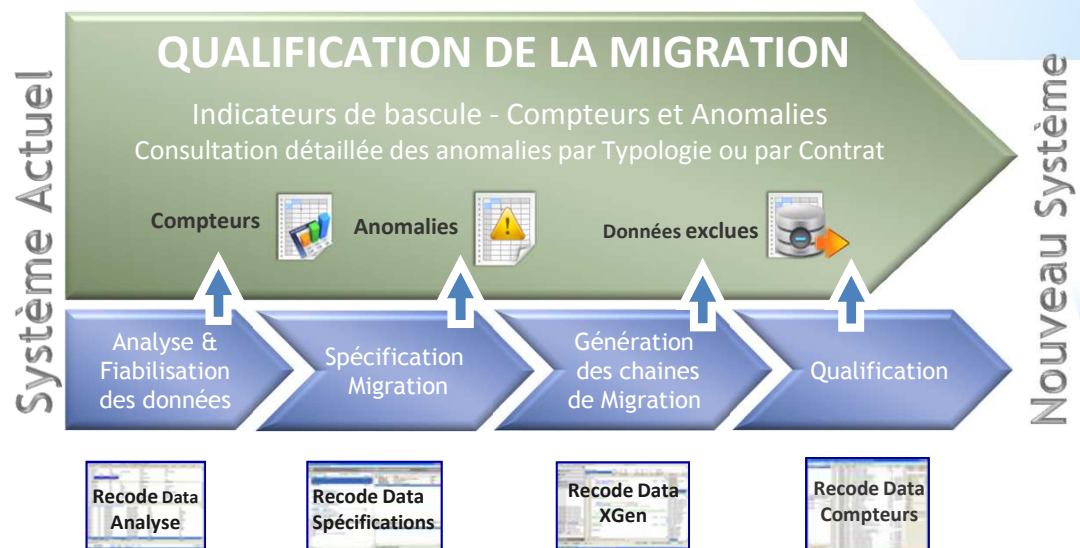 Système Actuel
QUALIFICATION DE LA MIGRATION
Indicateurs de bascule - Compteurs et Anomalies
Consultation détaillée des anomalies par Typologie ou par Contrat
Compteurs
Anomalies
Données exclues
Analyse &
Fiabilisation
des données
Spécification
Migration
Génération
des chaines
de Migration
Qualification
Nouveau Système
Recode Data
Analyse
Recode Data
Spécifications
Recode Data
XGen
Recode Data
Compteurs